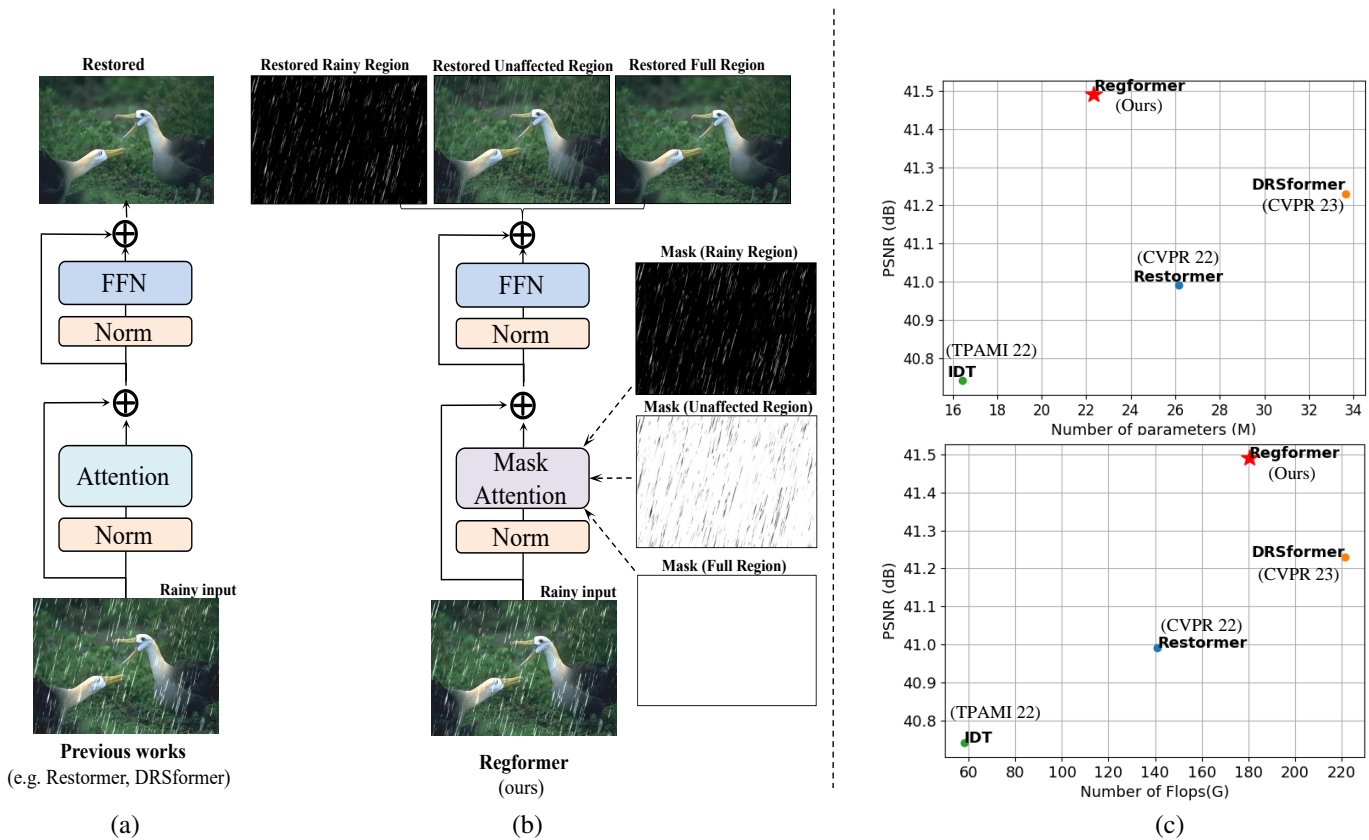 Restored
FFN
Norm
Attention
Norm
Rainy input
Previous works
(e.g. Restormer, DRSformer)
(a)
Restored Rainy Region
Restored Unaffected Region
Restored Full Region
FFN
Norm
Mask
Attention
Norm
Rainy input
Mask (Rainy Region)
Mask (Unaffected Region)
Mask (Full Region)
Regformer
(ours)
(b)
PSNR (dB)
41.5
41.4
41.3
41.2
41.1
41.0
40.9
40.8
Regformer
(Ours)
DRSformer
(CVPR 23)
(CVPR 22)
Restormer
(TPAMI 22)
IDT
16 18 20 22 24 26 28 30 32 34
Number of parameters (M)
PSNR (dB)
41.5
41.4
41.3
41.2
41.1
41.0
40.9
40.8
Regformer
(Ours)
DRSformer
(CVPR 23)
(CVPR 22)
Restormer
(TPAMI 22)
IDT
60 80 100 120 140 160 180 200 220
Number of Flops(G)
(c)